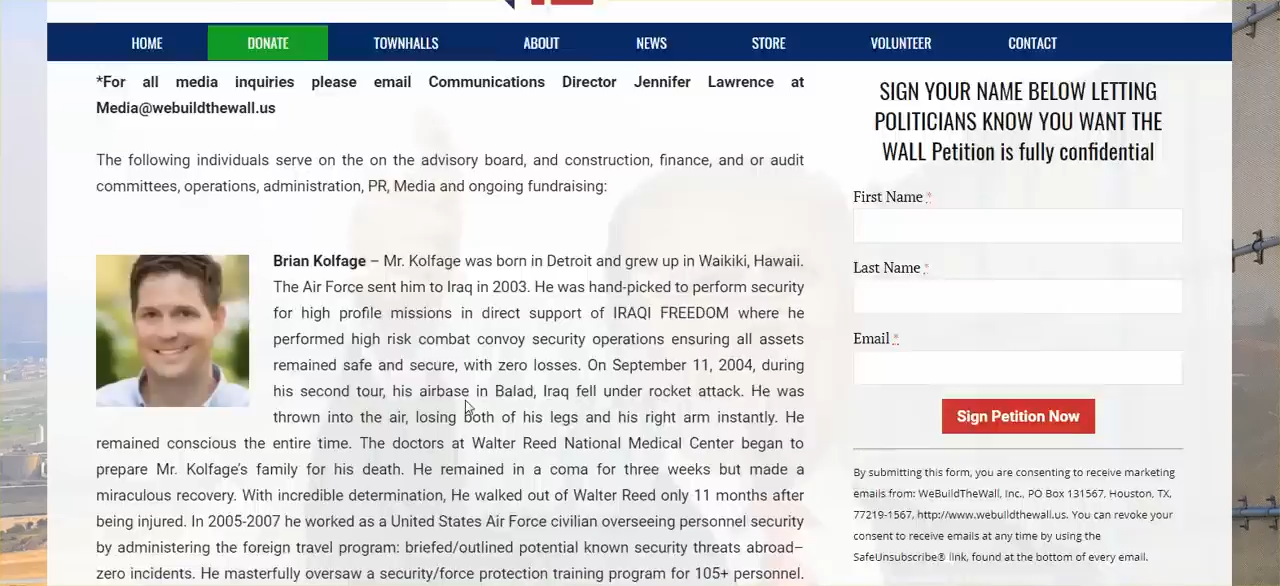 HOME DONATE TOWNHALLS ABOUT NEWS STORE VOLUNTEER CONTACT
*For all media inquiries please email Communications Director Jennifer Lawrence at
Media@webuildthewall.us
The following individuals serve on the on the advisory board, and construction, finance, and or audit
committees, operations, administration, PR, Media and ongoing fundraising:
Brian Kolfage – Mr. Kolfage was born in Detroit and grew up in Waikiki, Hawaii.
The Air Force sent him to Iraq in 2003. He was hand-picked to perform security
for high profile missions in direct support of IRAQI FREEDOM where he
performed high risk combat convoy security operations ensuring all assets
remained safe and secure, with zero losses. On September 11, 2004, during
his second tour, his airbase in Balad, Iraq fell under rocket attack. He was
thrown into the air, losing both of his legs and his right arm instantly. He
remained conscious the entire time. The doctors at Walter Reed National Medical Center began to
prepare Mr. Kolfage's family for his death. He remained in a coma for three weeks but made a
miraculous recovery. With incredible determination, He walked out of Walter Reed only 11 months after
being injured. In 2005-2007 he worked as a United States Air Force civilian overseeing personnel security
by administering the foreign travel program: briefed/outlined potential known security threats abroad–
zero incidents. He masterfully oversaw a security/force protection training program for 105+ personnel.
SIGN YOUR NAME BELOW LETTING
POLITICIANS KNOW YOU WANT THE
WALL Petition is fully confidential
First Name *
Last Name *
Email *
Sign Petition Now
By submitting this form, you are consenting to receive marketing
emails from: WeBuildTheWall, Inc., PO Box 131567, Houston, TX,
77219-1567, http://www.webuildthewall.us. You can revoke your
consent to receive emails at any time by using the
SafeUnsubscribe® link, found at the bottom of every email.